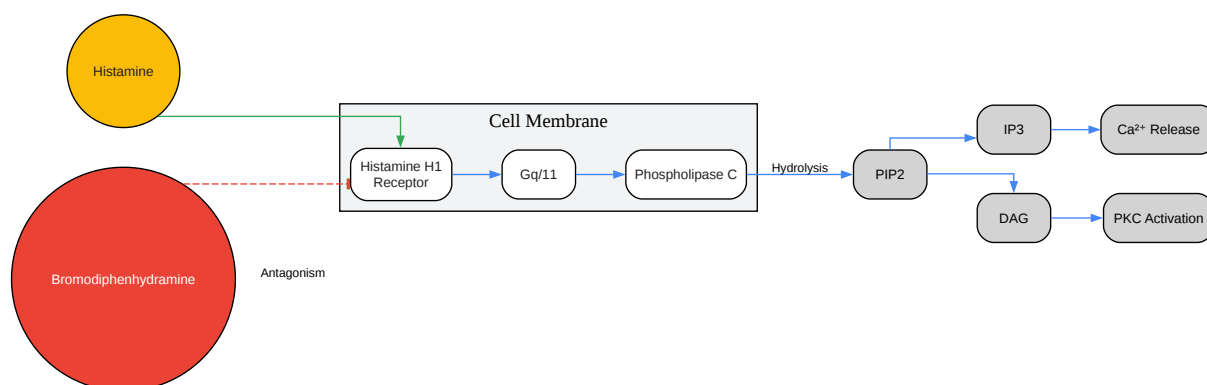 Histamine
Cell Membrane
Histamine H1
Receptor
Gq/11
Phospholipase C
Hydrolysis
PIP2
IP3
Ca²⁺ Release
DAG
PKC Activation
Bromodiphenhydramine
Antagonism